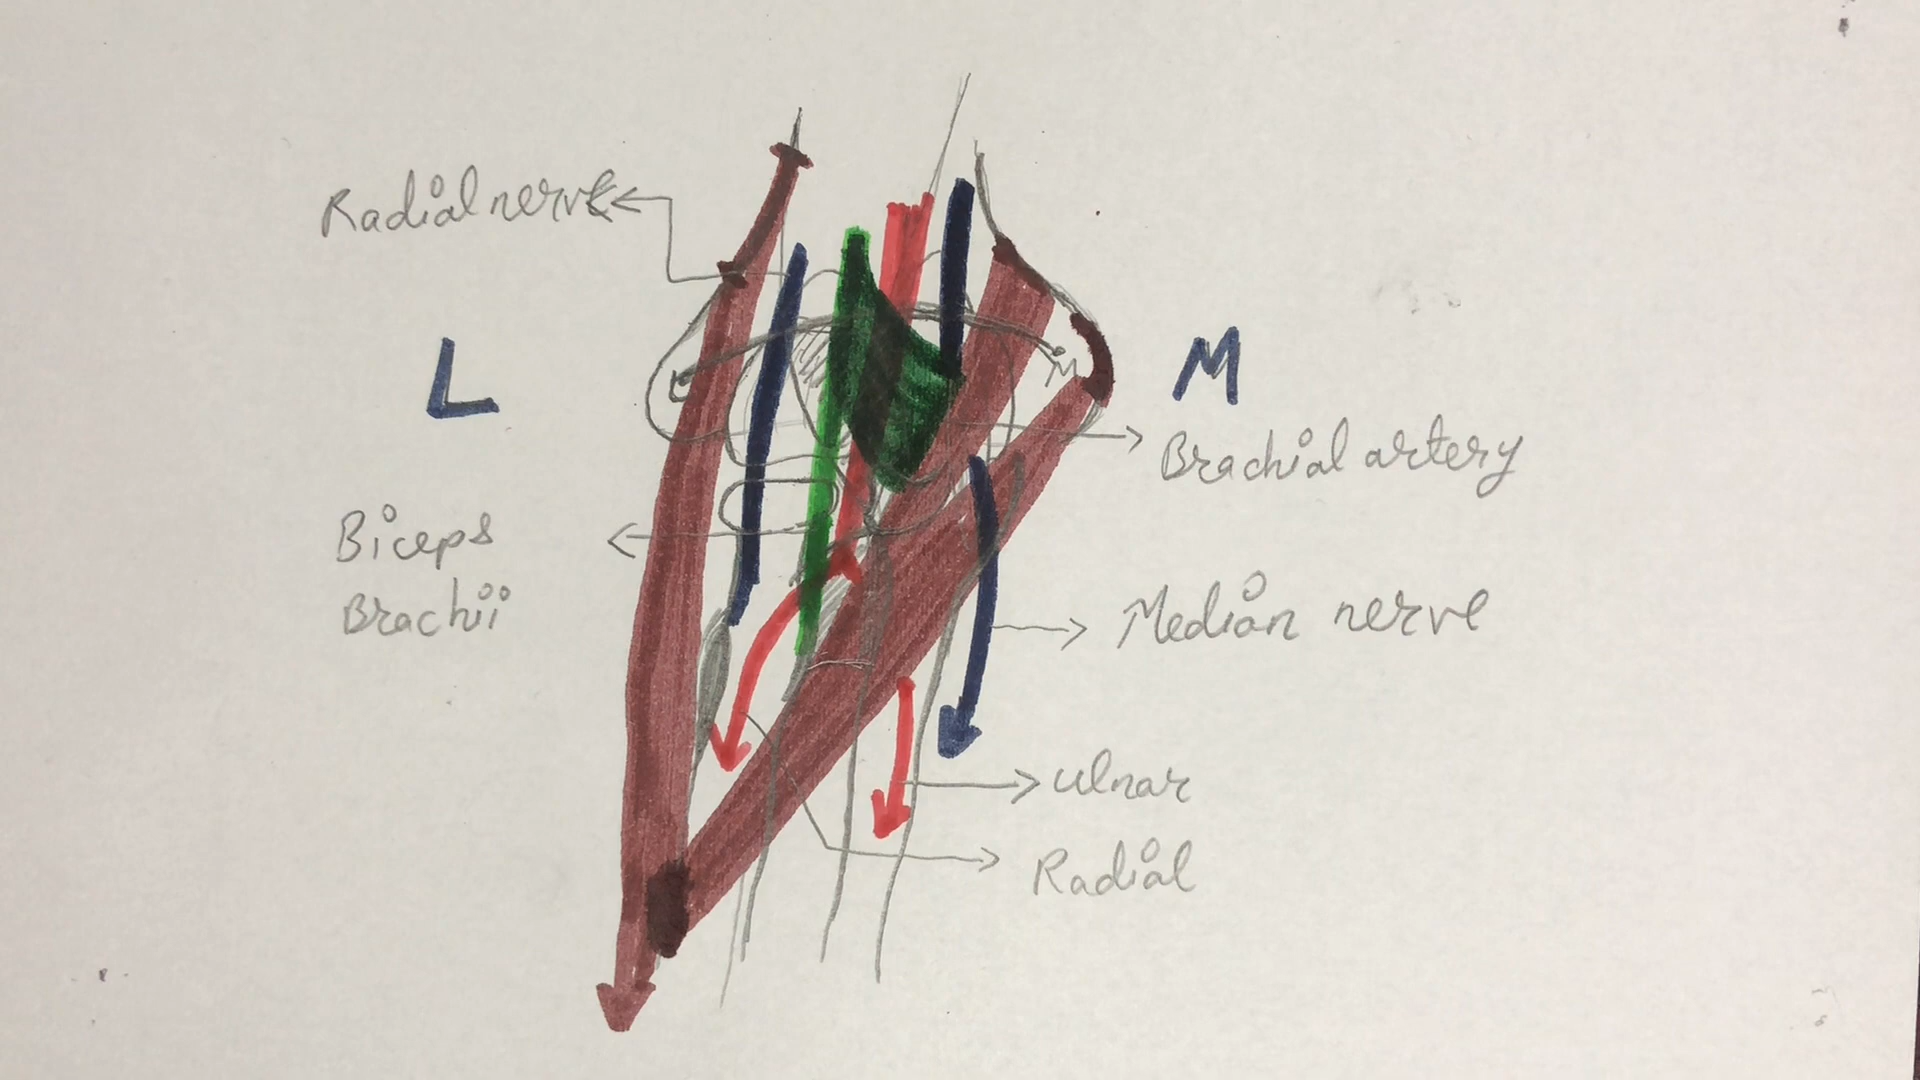 Radial nerve
L
M
Brachial artery
Biceps
Brachii
Median nerve
Ulnar
Radial
L
M